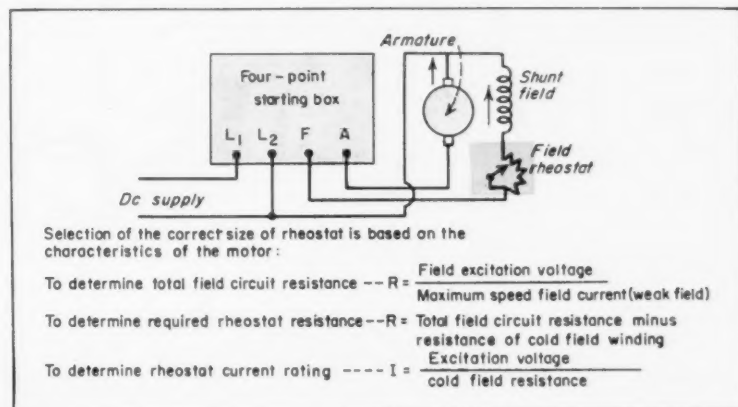 Armature
Four-point
starting box
Shunt
field
L1 L2 F A
Field
rheostat
Dc supply
Selection of the correct size of rheostat is based on the
characteristics of the motor:
To determine total field circuit resistance -- R = Field excitation voltage
Maximum speed field current (weak field)
To determine required rheostat resistance -- R = Total field circuit resistance minus
resistance of cold field winding
To determine rheostat current rating ---- I = Excitation voltage
cold field resistance